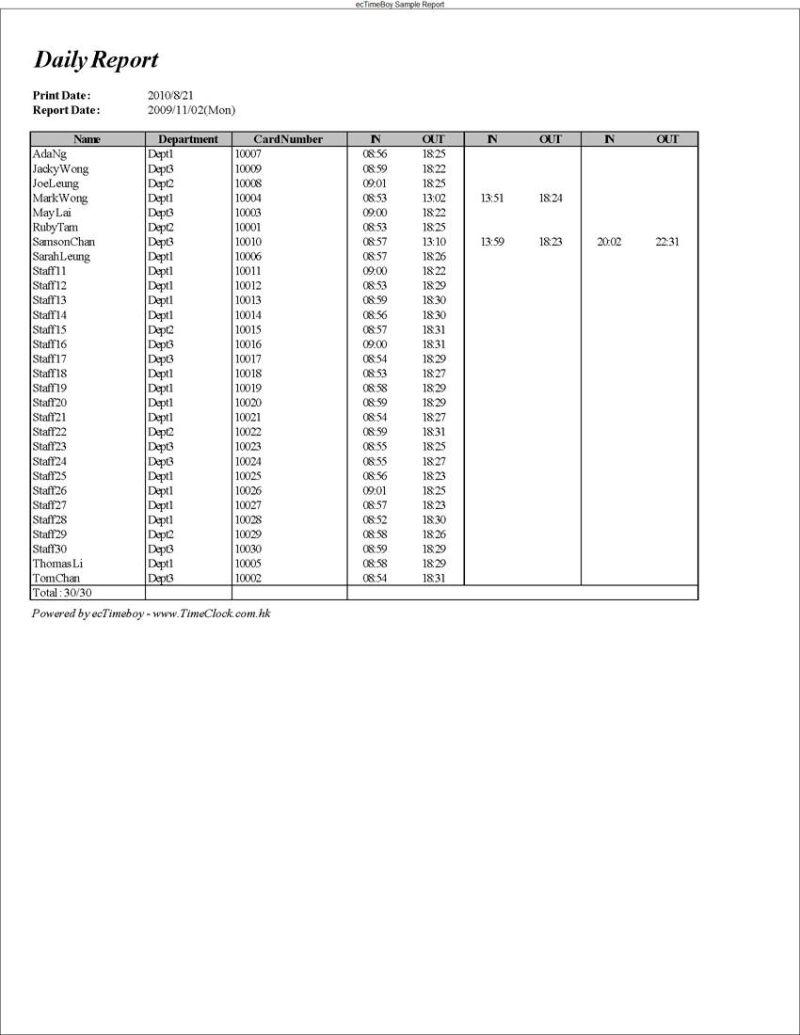 ecTimeBoy Sample Report
Daily Report
Print Date: 2010/8/21
Report Date: 2009/11/02(Mon)
Name Department CardNumber IN OUT IN OUT IN OUT
AdaNg Dept1 10007 08:56 18:25
JackyWong Dept3 10009 08:59 18:22
JoeLeung Dept2 10008 09:01 18:25
MarkWong Dept1 10004 08:53 13:02 13:51 18:24
MayLai Dept3 10003 09:00 18:22
RubyTam Dept2 10001 08:53 18:25
SamsonChan Dept3 10010 08:57 13:10 13:59 18:23 20:02 22:31
SarahLeung Dept1 10006 08:57 18:26
Staff11 Dept1 10011 09:00 18:22
Staff12 Dept1 10012 08:53 18:29
Staff13 Dept1 10013 08:59 18:30
Staff14 Dept1 10014 08:56 18:30
Staff15 Dept2 10015 08:57 18:31
Staff16 Dept3 10016 09:00 18:31
Staff17 Dept3 10017 08:54 18:29
Staff18 Dept1 10018 08:53 18:27
Staff19 Dept1 10019 08:58 18:29
Staff20 Dept1 10020 08:59 18:29
Staff21 Dept1 10021 08:54 18:27
Staff22 Dept2 10022 08:59 18:31
Staff23 Dept3 10023 08:55 18:25
Staff24 Dept3 10024 08:55 18:27
Staff25 Dept1 10025 08:56 18:23
Staff26 Dept1 10026 09:01 18:25
Staff27 Dept1 10027 08:57 18:23
Staff28 Dept1 10028 08:52 18:30
Staff29 Dept2 10029 08:58 18:26
Staff30 Dept3 10030 08:59 18:29
ThomasLi Dept1 10005 08:58 18:29
TomChan Dept3 10002 08:54 18:31
Total : 30/30
Powered by ecTimeboy - www.TimeClock.com.hk